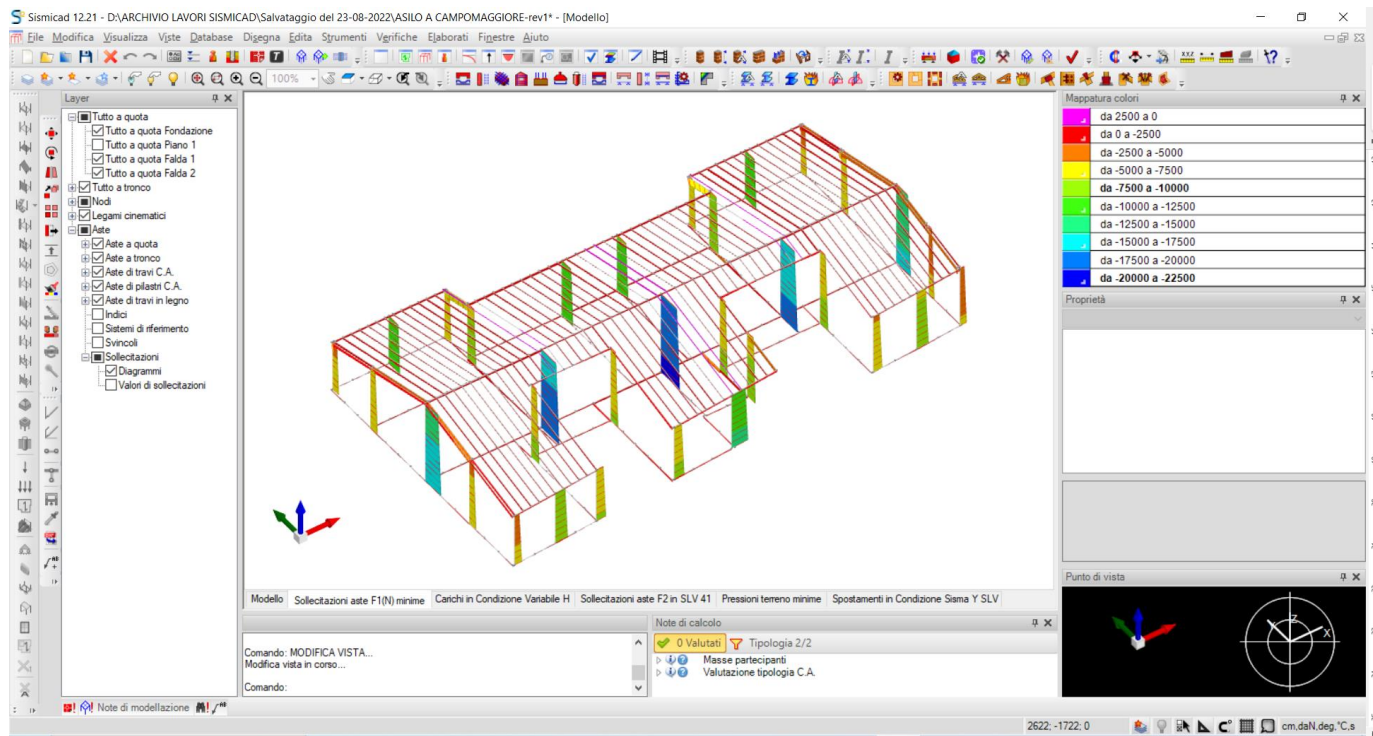 Sismicad 12.21 - D:\ARCHIVIO LAVORI SISMICAD\Salvataggio del 23-08-2022\ASILO A CAMPOMAGGIORE-rev1* - [Modello]
File Modifica Visualizza Viste Database Disegna Edita Strumenti Verifiche Elaborati Finestre Aiuto
100%
Layer
Tutto a quota
Tutto a quota Fondazione
Tutto a quota Piano 1
Tutto a quota Falda 1
Tutto a quota Falda 2
Tutto a tronco
Nodi
Legami cinematici
Aste
Aste a quota
Aste a tronco
Aste di travi C.A.
Aste di pilastri C.A.
Aste di travi in legno
Indici
Sistemi di riferimento
Svincoli
Sollecitazioni
Diagrammi
Valori di sollecitazioni
Mappatura colori
da 2500 a 0
da 0 a -2500
da -2500 a -5000
da -5000 a -7500
da -7500 a -10000
da -10000 a -12500
da -12500 a -15000
da -15000 a -17500
da -17500 a -20000
da -20000 a -22500
Proprietà
Punto di vista
Z
X
Modello Sollecitazioni aste F1(N) minime Carichi in Condizione Variabile H Sollecitazioni aste F2 in SLV 41 Pressioni terreno minime Spostamenti in Condizione Sisma Y SLV
Comando: MODIFICA VISTA...
Modifica vista in corso...
Comando:
Note di calcolo
0 Valutati Tipologia 2/2
Masse partecipanti
Valutazione tipologia C.A.
Note di modellazione
2622; -1722; 0
cm,daN,deg,°C,s